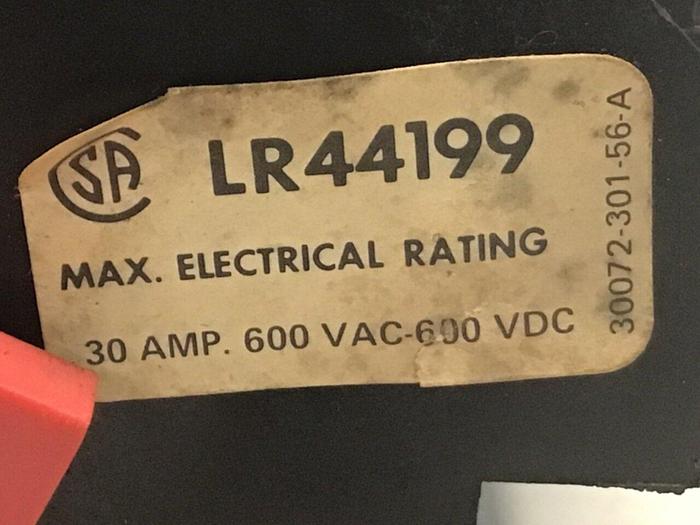 CSA LR44199
MAX. ELECTRICAL RATING
30 AMP. 600 VAC-600 VDC
30072-301-56-A